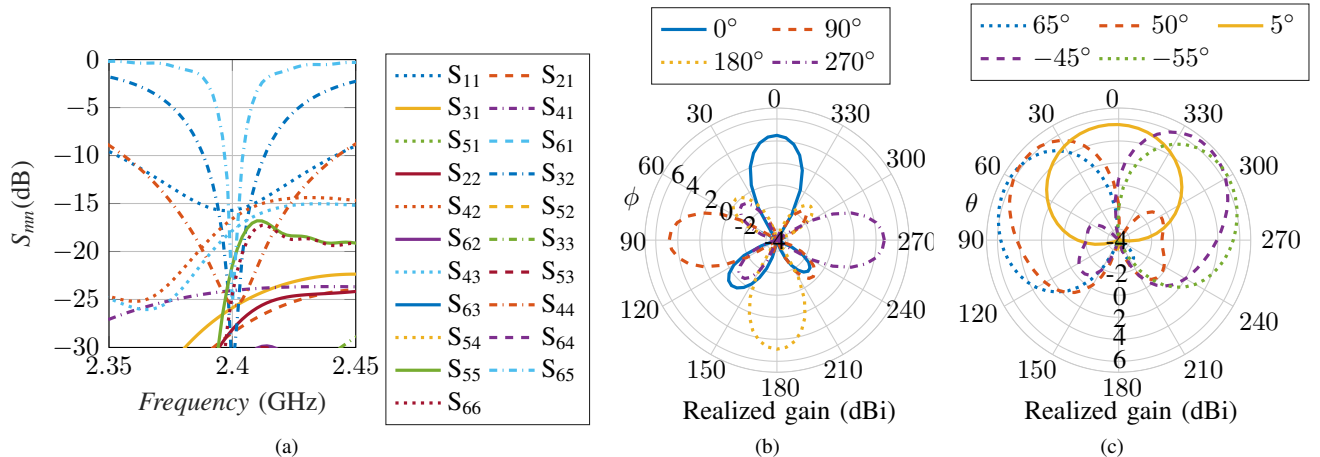 0
−5
−10
−15
−20
−25
−30
2.35 2.4 2.45
S_mn(dB)
Frequency (GHz)
S11 S21
S31 S41
S51 S61
S22 S32
S42 S52
S62 S33
S43 S53
S63 S44
S54 S64
S55 S65
S66
(a)
0° 90°
180° 270°
0
330
300
270
240
210
180
150
120
90
60
30
ϕ
6
4
2
0
-2
-4
Realized gain (dBi)
(b)
65° 50° 5°
−45° −55°
0
330
300
270
240
210
180
150
120
90
60
30
θ
-4
-2
0
2
4
6
Realized gain (dBi)
(c)